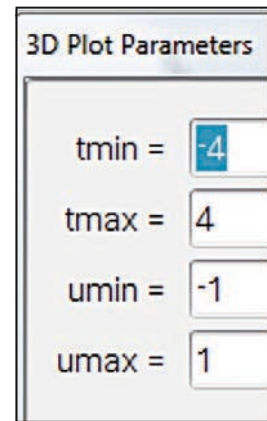 3D Plot Parameters
tmin = -4
tmax = 4
umin = -1
umax = 1